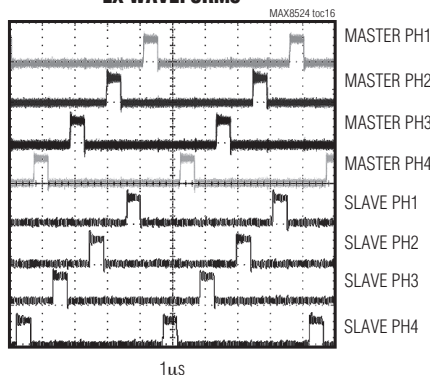 LX WAVEFORMS
MAX8524 toc16
MASTER PH1
MASTER PH2
MASTER PH3
MASTER PH4
SLAVE PH1
SLAVE PH2
SLAVE PH3
SLAVE PH4
1μs